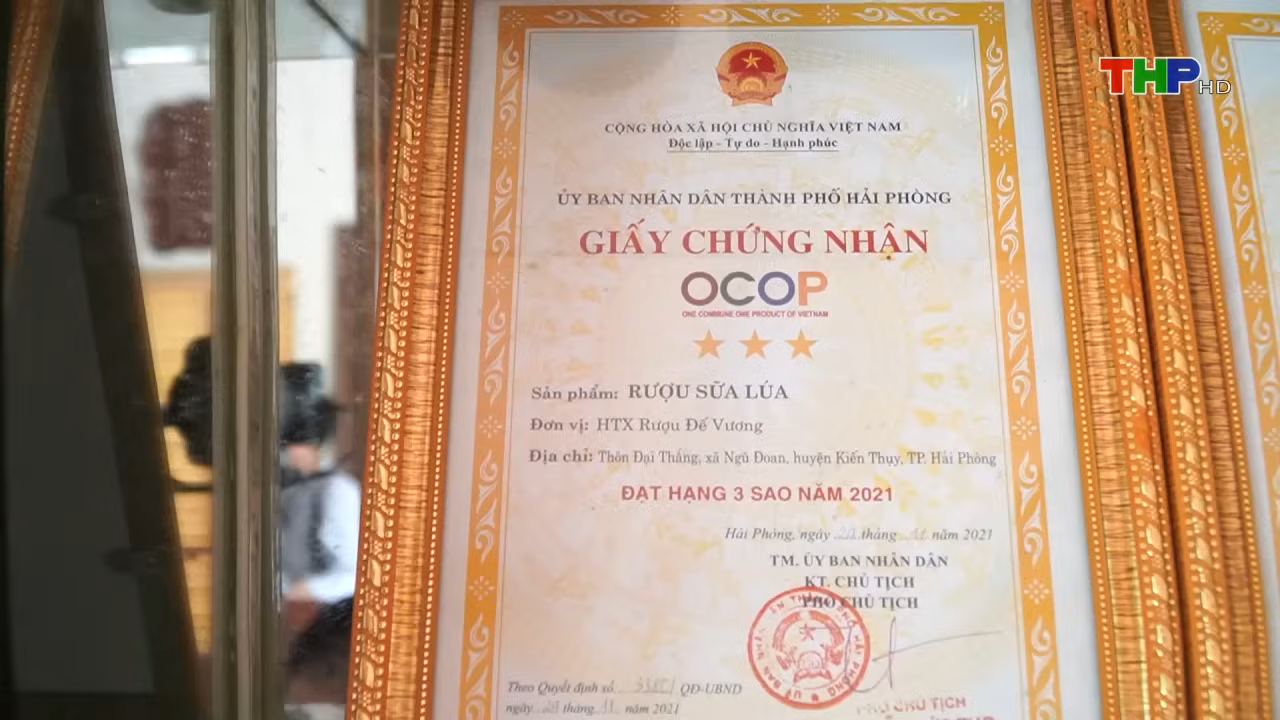 THP HD
CỘNG HÒA XÃ HỘI CHỦ NGHĨA VIỆT NAM
Độc lập - Tự do - Hạnh phúc
ỦY BAN NHÂN DÂN THÀNH PHỐ HẢI PHÒNG
GIẤY CHỨNG NHẬN
OCOP
ONE COMMUNE ONE PRODUCT OF VIETNAM
Sản phẩm: RƯỢU SỮA LÚA
Đơn vị: HTX Rượu Đế Vương
Địa chỉ: Thôn Đại Thắng, xã Ngũ Đoan, huyện Kiến Thụy, TP. Hải Phòng
ĐẠT HẠNG 3 SAO NĂM 2021
Hải Phòng, ngày tháng năm 2021
TM. ỦY BAN NHÂN DÂN
KT. CHỦ TỊCH
PHÓ CHỦ TỊCH
Theo Quyết định số QĐ-UBND
ngày tháng 11 năm 2021
PHÓ CHỦ TỊCH